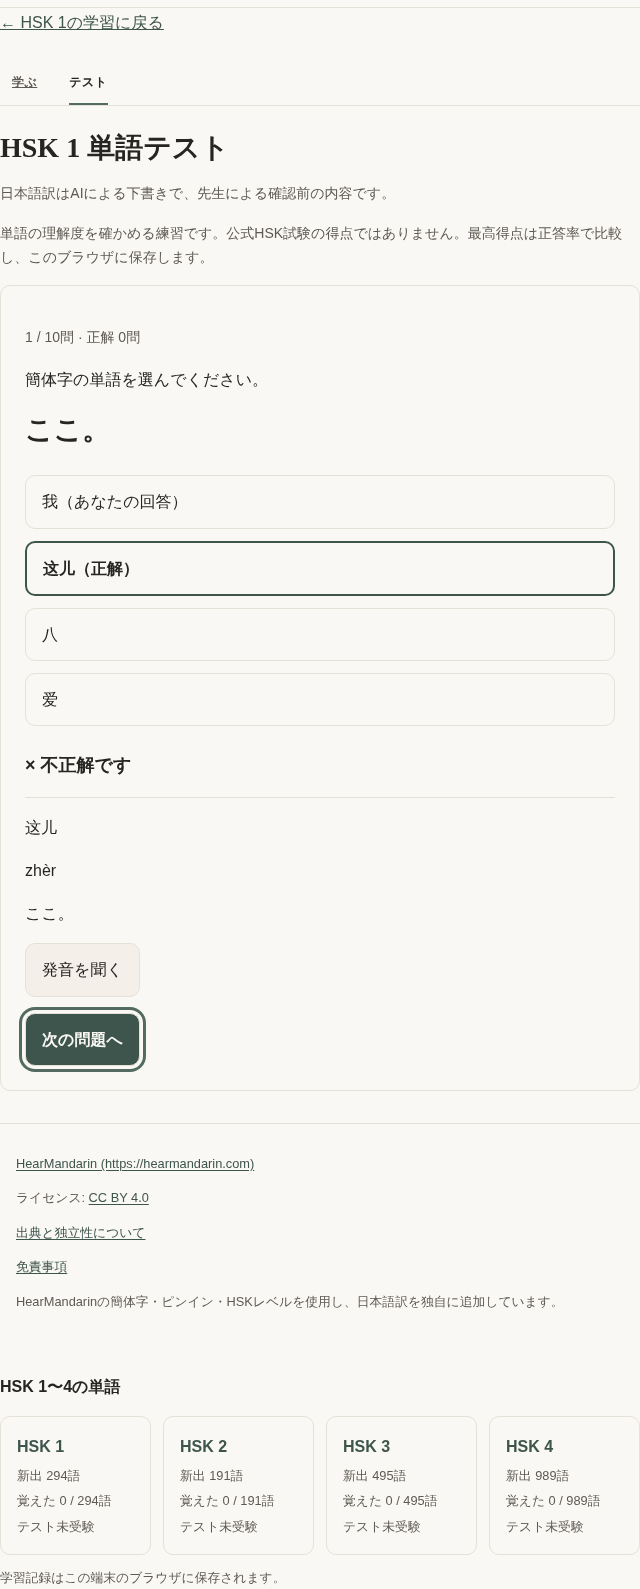 ← HSK 1の学習に戻る
学ぶ
テスト
HSK 1 単語テスト
日本語訳はAIによる下書きで、先生による確認前の内容です。
単語の理解度を確かめる練習です。公式HSK試験の得点ではありません。最高得点は正答率で比較
し、このブラウザに保存します。
1 / 10問 · 正解 0問
簡体字の単語を選んでください。
ここ。
我（あなたの回答）
这儿（正解）
八
爱
× 不正解です
这儿
zhèr
ここ。
発音を聞く
次の問題へ
HearMandarin (https://hearmandarin.com)
ライセンス: CC BY 4.0
出典と独立性について
免責事項
HearMandarinの簡体字・ピンイン・HSKレベルを使用し、日本語訳を独自に追加しています。
HSK 1〜4の単語
HSK 1
新出 294語
覚えた 0 / 294語
テスト未受験
HSK 2
新出 191語
覚えた 0 / 191語
テスト未受験
HSK 3
新出 495語
覚えた 0 / 495語
テスト未受験
HSK 4
新出 989語
覚えた 0 / 989語
テスト未受験
学習記録はこの端末のブラウザに保存されます。